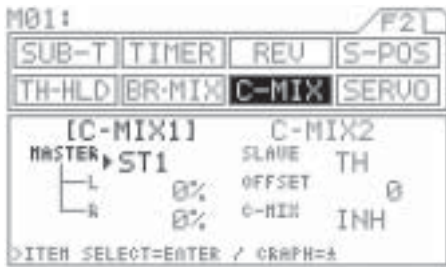 M01: F2
SUB-T TIMER REV S-POS
TH-HLD BR·MIX C-MIX SERVO
[C-MIX1] C-MIX2
MASTER ▸ST1 SLAVE TH
L 0% OFFSET 0
R 0% C-MIX INH
▷ITEM SELECT=ENTER / GRAPH=±